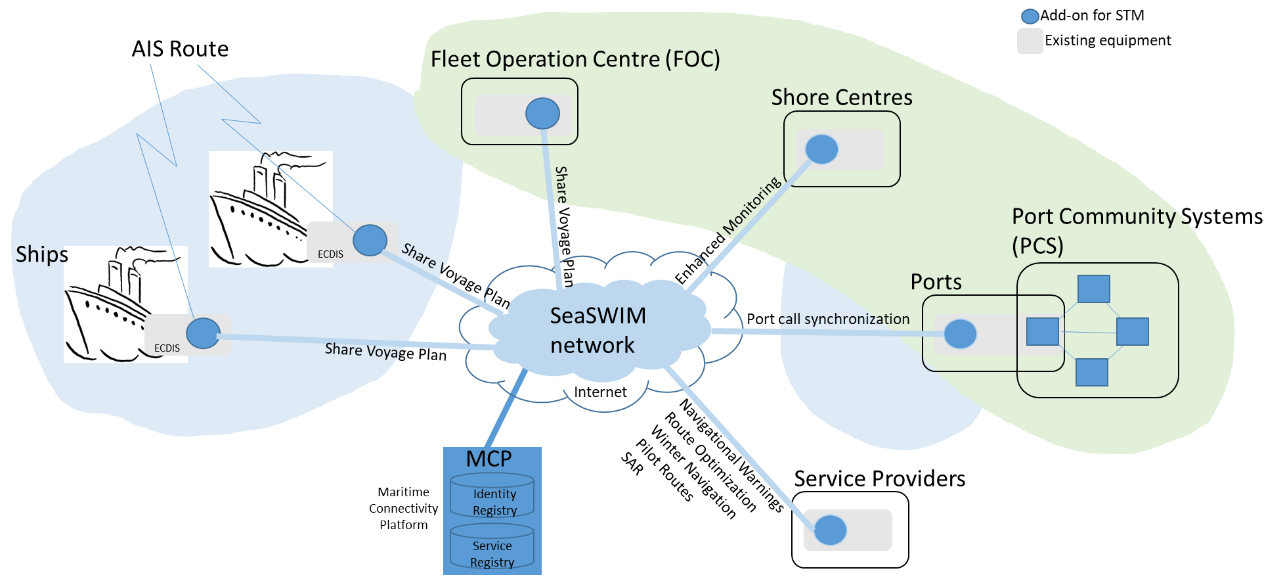 Add-on for STM
Existing equipment
AIS Route
Fleet Operation Centre (FOC)
Shore Centres
Port Community Systems
(PCS)
Ships
ECDIS
ECDIS
Share Voyage Plan
Share Voyage Plan
Share Voyage Plan
Enhanced Monitoring
Ports
Port call synchronization
SeaSWIM
network
Internet
Navigational Warnings
Route Optimization
Winter Navigation
Pilot Routes
SAR
Service Providers
MCP
Maritime
Connectivity
Platform
Identity
Registry
Service
Registry